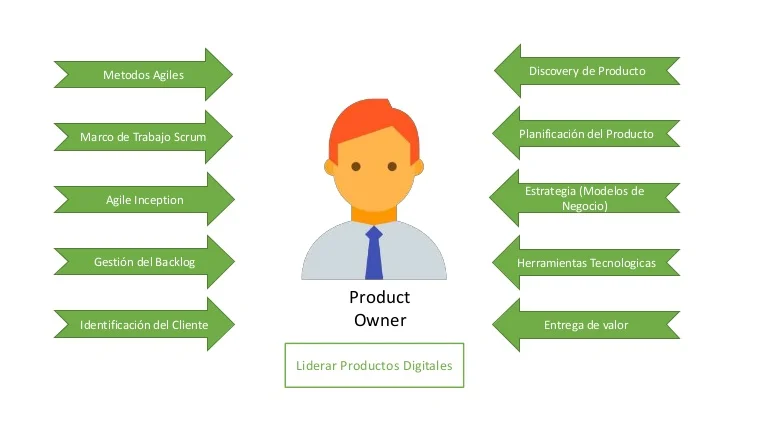 Metodos Agiles
Marco de Trabajo Scrum
Agile Inception
Gestión del Backlog
Identificación del Cliente
Product
Owner
Liderar Productos Digitales
Discovery de Producto
Planificación del Producto
Estrategia (Modelos de
Negocio)
Herramientas Tecnologicas
Entrega de valor